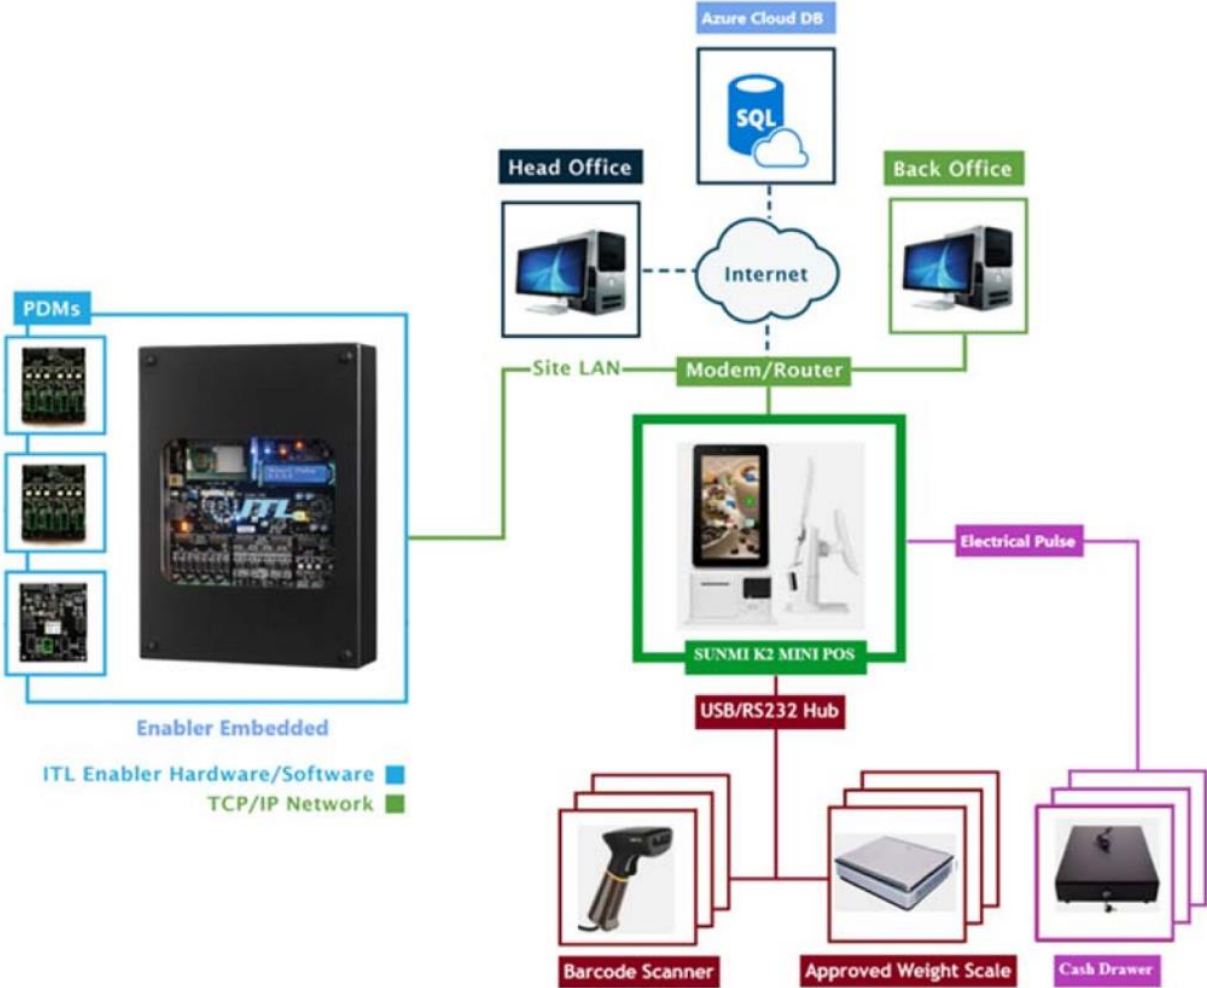 Azure Cloud DB
SQL
Head Office
Back Office
Internet
PDMs
Site LAN
Modem/Router
ITL
Electrical Pulse
SUNMI K2 MINI POS
USB/RS232 Hub
Enabler Embedded
ITL Enabler Hardware/Software
TCP/IP Network
Barcode Scanner
Approved Weight Scale
Cash Drawer